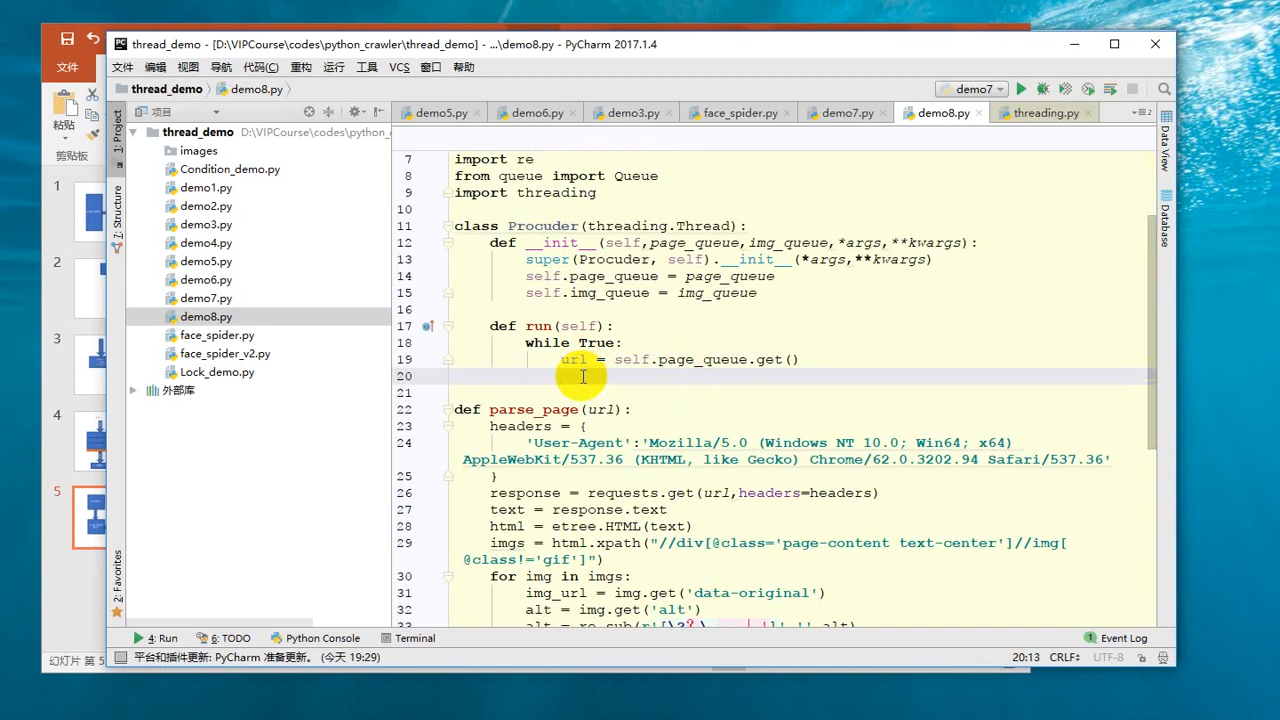 文件
粘贴
剪贴板
1
2
3
4
5
幻灯片 第 5
thread_demo - [D:\VIPCourse\codes\python_crawler\thread_demo] - ...\demo8.py - PyCharm 2017.1.4
文件 编辑 视图 导航 代码(C) 重构 运行 工具 VCS 窗口 帮助
thread_demo demo8.py demo7
1: Project
Z: Structure
2: Favorites
项目
thread_demo D:\VIPCourse\codes\python_
images
Condition_demo.py
demo1.py
demo2.py
demo3.py
demo4.py
demo5.py
demo6.py
demo7.py
demo8.py
face_spider.py
face_spider_v2.py
Lock_demo.py
外部库
demo5.py demo6.py demo3.py face_spider.py demo7.py demo8.py threading.py
7 import re
8 from queue import Queue
9 import threading
10
11 class Procuder(threading.Thread):
12 def __init__(self,page_queue,img_queue,*args,**kwargs):
13 super(Procuder, self).__init__(*args,**kwargs)
14 self.page_queue = page_queue
15 self.img_queue = img_queue
16
17 def run(self):
18 while True:
19 url = self.page_queue.get()
20
21
22 def parse_page(url):
23 headers = {
24 'User-Agent':'Mozilla/5.0 (Windows NT 10.0; Win64; x64)
AppleWebKit/537.36 (KHTML, like Gecko) Chrome/62.0.3202.94 Safari/537.36'
25 }
26 response = requests.get(url,headers=headers)
27 text = response.text
28 html = etree.HTML(text)
29 imgs = html.xpath("//div[@class='page-content text-center']//img[
@class!='gif']")
30 for img in imgs:
31 img_url = img.get('data-original')
32 alt = img.get('alt')
33
Data View
Database
4: Run 6: TODO Python Console Terminal 1 Event Log
平台和插件更新: PyCharm 准备更新。 (今天 19:29) 20:13 CRLF UTF-8